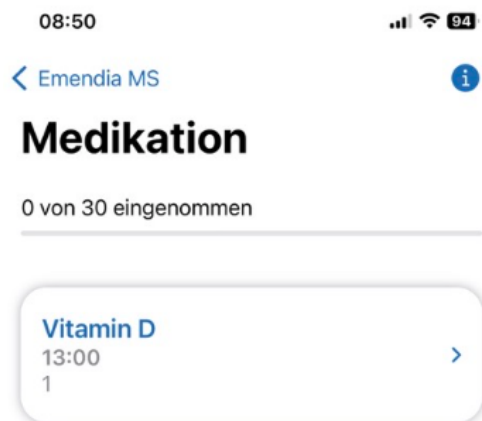 08:50
94
Emendia MS
Medikation
0 von 30 eingenommen
Vitamin D
13:00
1